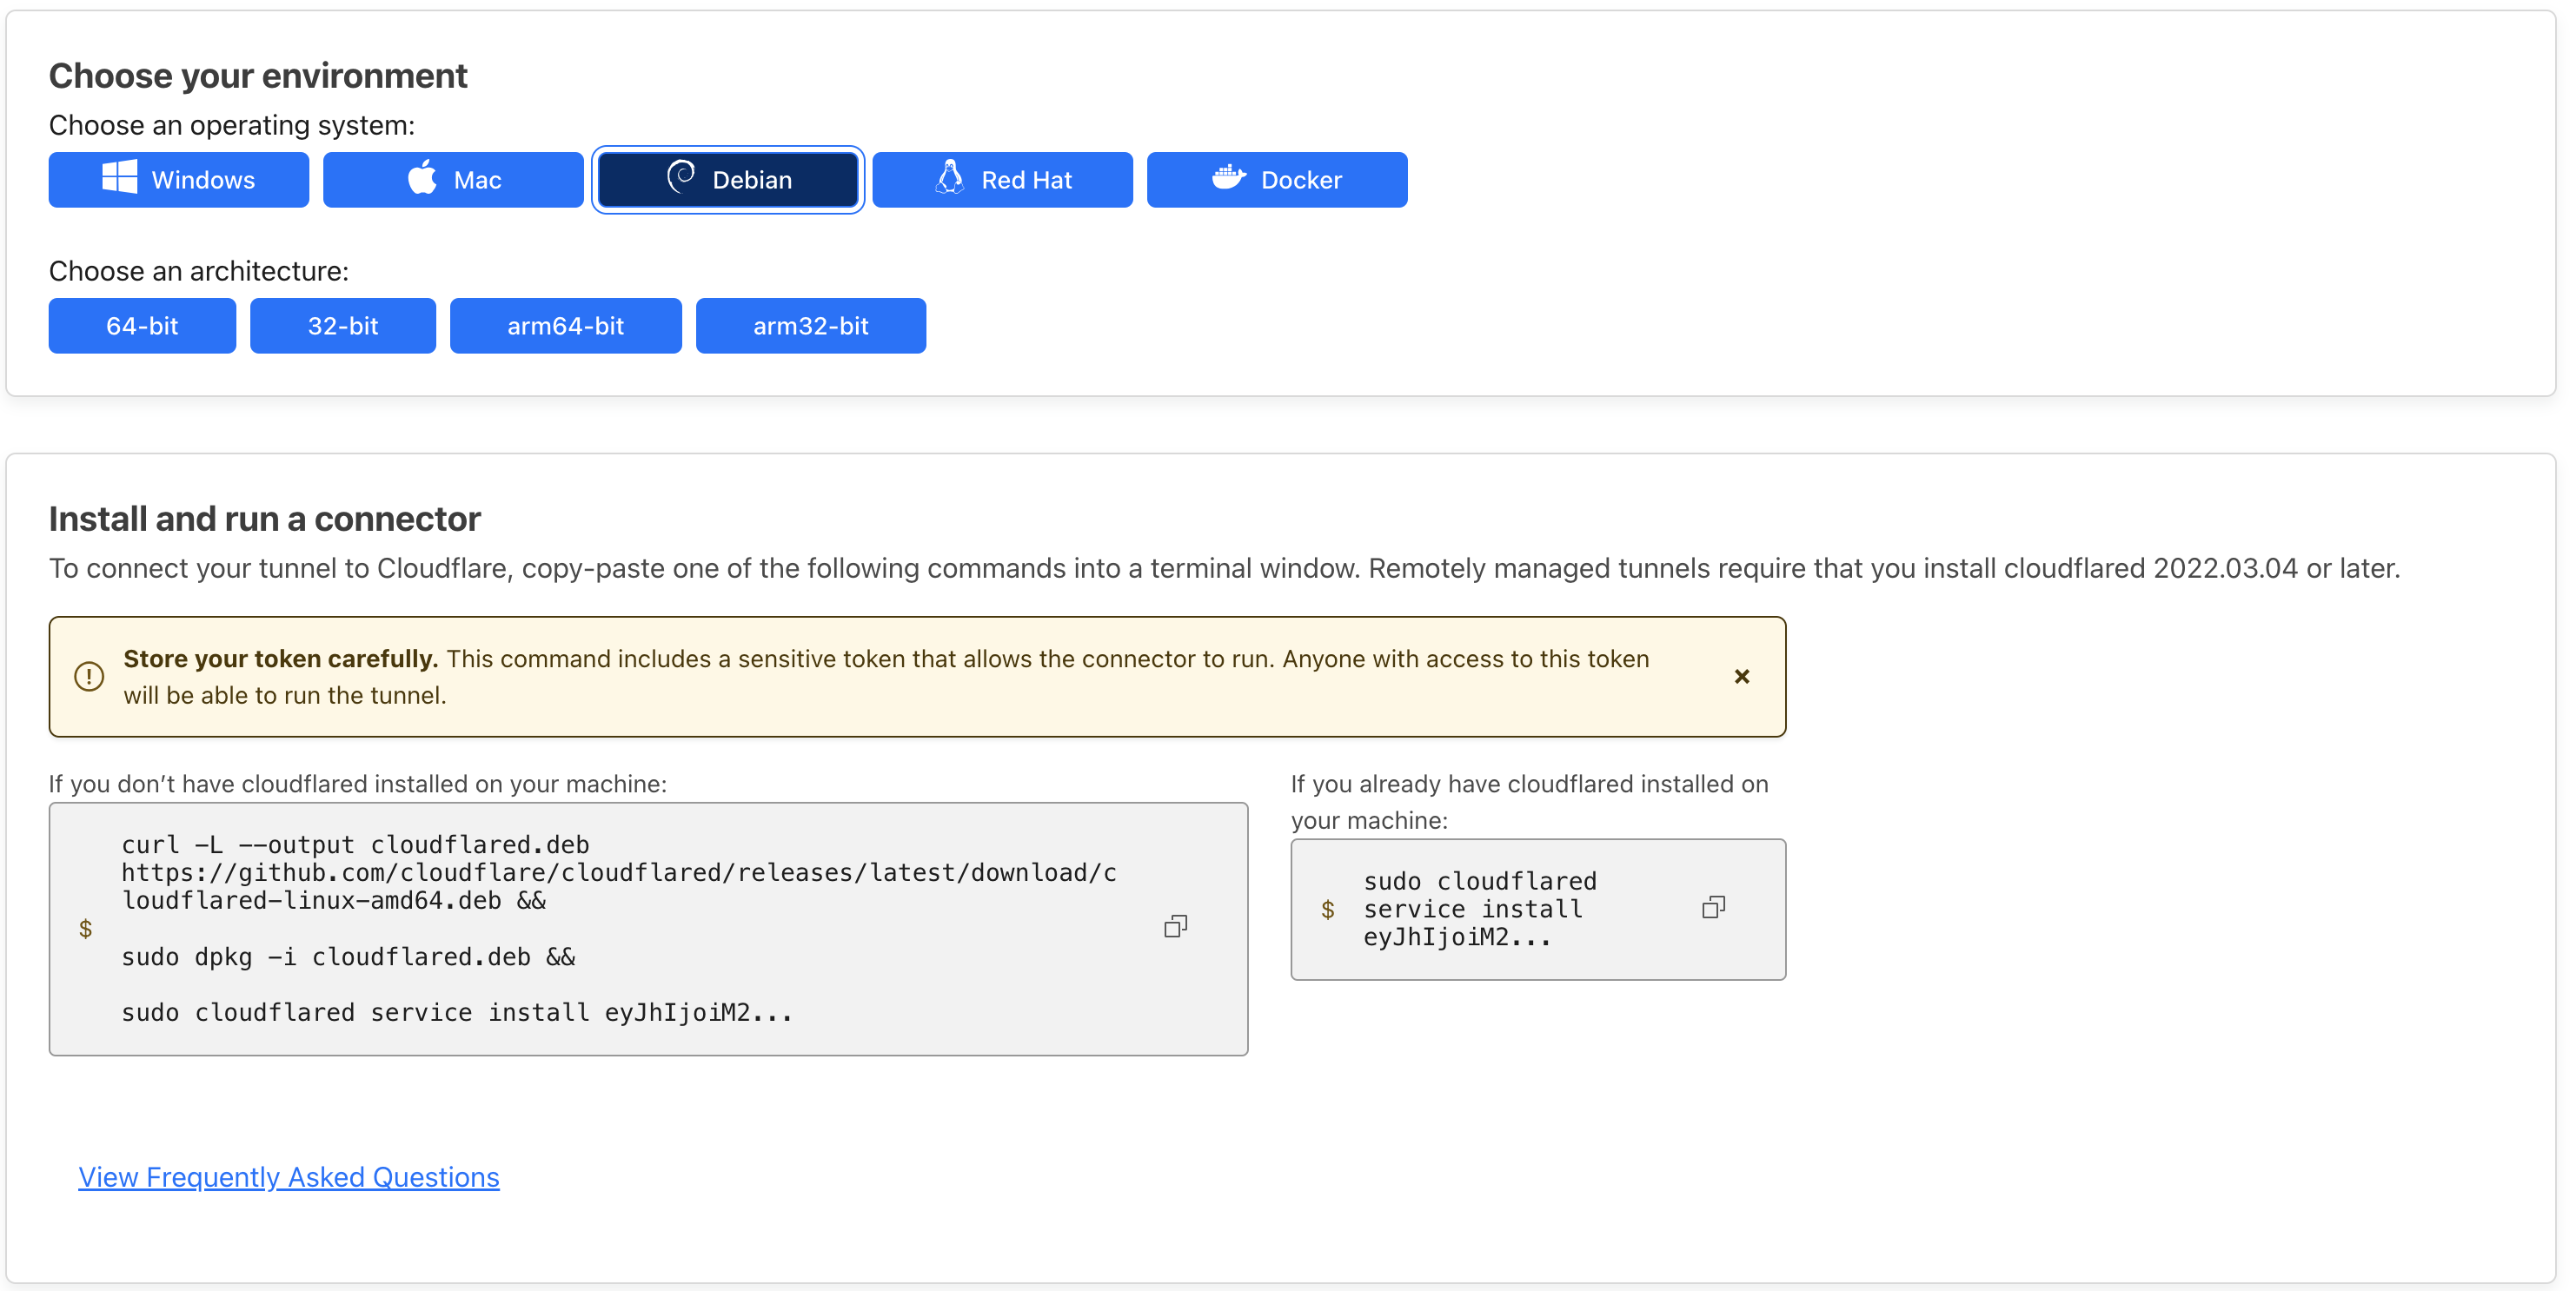 Choose your environment
Choose an operating system:
Windows Mac Debian Red Hat Docker
Choose an architecture:
64-bit 32-bit arm64-bit arm32-bit
Install and run a connector
To connect your tunnel to Cloudflare, copy-paste one of the following commands into a terminal window. Remotely managed tunnels require that you install cloudflared 2022.03.04 or later.
Store your token carefully. This command includes a sensitive token that allows the connector to run. Anyone with access to this token
will be able to run the tunnel.
If you don’t have cloudflared installed on your machine:
$
curl -L --output cloudflared.deb
https://github.com/cloudflare/cloudflared/releases/latest/download/c
loudflared-linux-amd64.deb &&
sudo dpkg -i cloudflared.deb &&
sudo cloudflared service install eyJhIjoiM2...
If you already have cloudflared installed on
your machine:
$
sudo cloudflared
service install
eyJhIjoiM2...
View Frequently Asked Questions